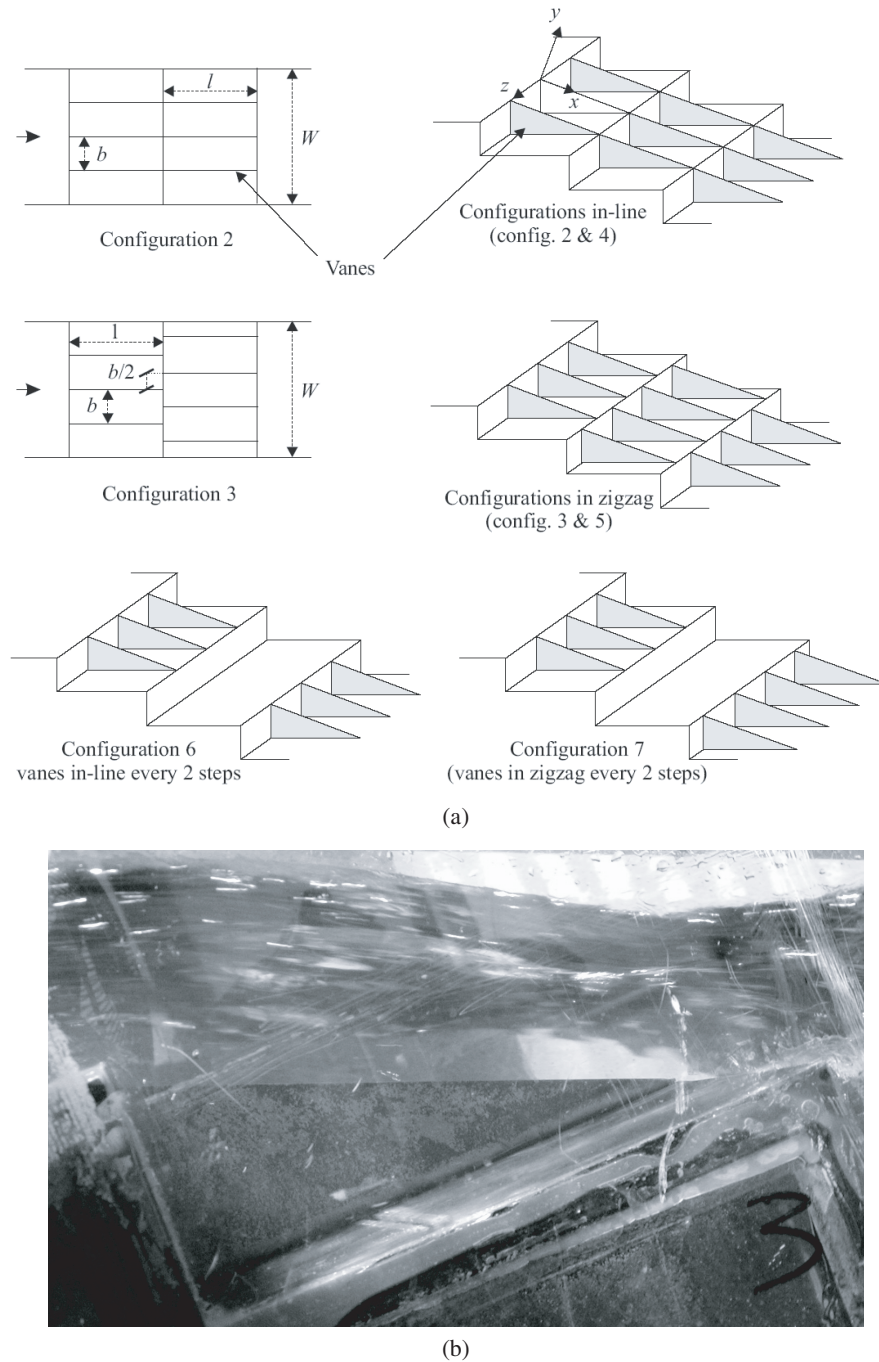 y
l
z
x
W
b
Configurations in-line
(config. 2 & 4)
Configuration 2
Vanes
l
b/2
b
W
Configuration 3
Configurations in zigzag
(config. 3 & 5)
Configuration 6
vanes in-line every 2 steps
Configuration 7
(vanes in zigzag every 2 steps)
(a)
3
(b)